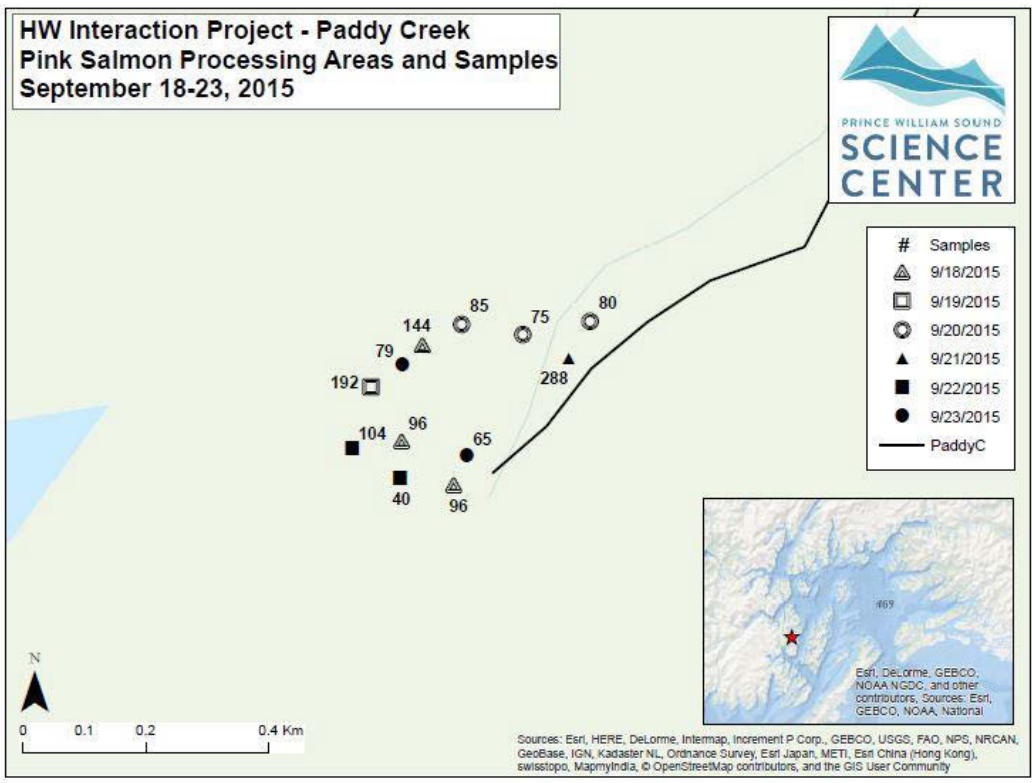 HW Interaction Project - Paddy Creek
Pink Salmon Processing Areas and Samples
September 18-23, 2015
PRINCE WILLIAM SOUND
SCIENCE
CENTER
# Samples
9/18/2015
9/19/2015
9/20/2015
9/21/2015
9/22/2015
9/23/2015
PaddyC
85
75
80
144
79
288
192
104
96
65
40
96
469
Esri, DeLorme, GEBCO,
NOAA NGDC, and other
contributors, Sources: Esri,
GEBCO, NOAA, National
N
0 0.1 0.2 0.4 Km
Sources: Esri, HERE, DeLorme, Intermap, increment P Corp., GEBCO, USGS, FAO, NPS, NRCAN,
GeoBase, IGN, Kadaster NL, Ordnance Survey, Esri Japan, METI, Esri China (Hong Kong),
swisstopo, MapmyIndia, © OpenStreetMap contributors, and the GIS User Community